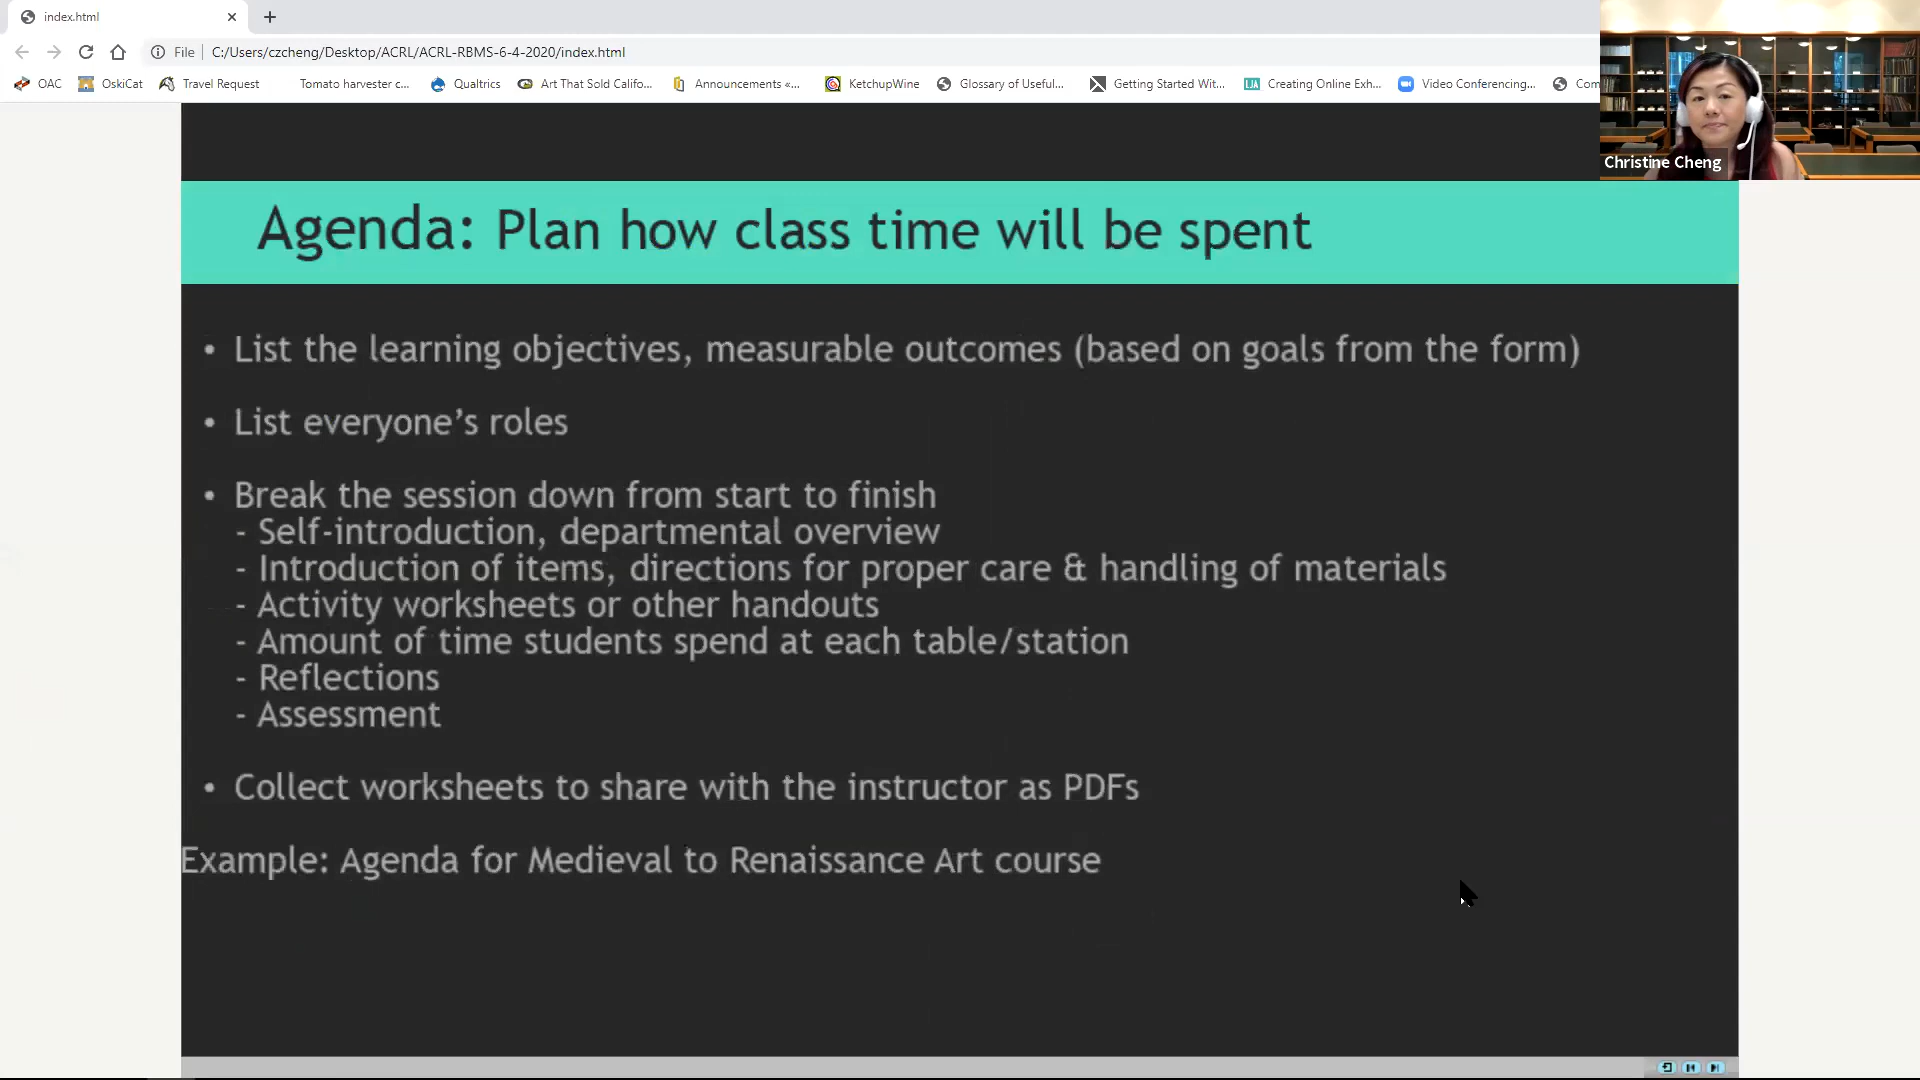 index.html
File
C:/Users/czcheng/Desktop/ACRL/ACRL-RBMS-6-4-2020/index.html
OAC
OskiCat
Travel Request
Tomato harvester c...
Qualtrics
Art That Sold Califo...
Announcements «...
KetchupWine
Glossary of Useful...
Getting Started Wit...
Creating Online Exh...
Video Conferencing...
Com
Christine Cheng
Agenda: Plan how class time will be spent
• List the learning objectives, measurable outcomes (based on goals from the form)
• List everyone’s roles
• Break the session down from start to finish
- Self-introduction, departmental overview
- Introduction of items, directions for proper care & handling of materials
- Activity worksheets or other handouts
- Amount of time students spend at each table/station
- Reflections
- Assessment
• Collect worksheets to share with the instructor as PDFs
Example: Agenda for Medieval to Renaissance Art course